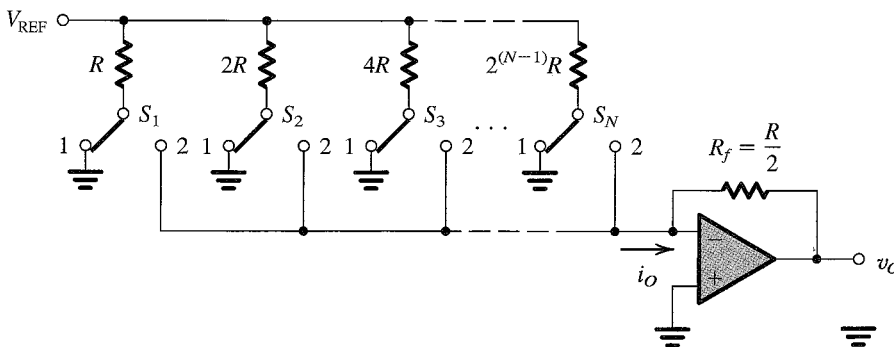 V_REF
R 2R 4R 2^(N−1)R
S_1 S_2 S_3 S_N
1 2 1 2 1 2 . . . 1 2
R_f = R/2
−
+
i_O
v_O